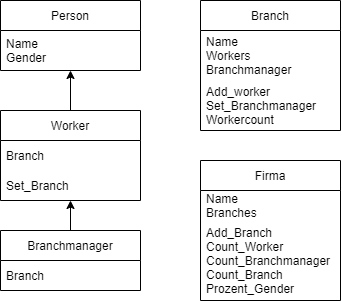 Person
Name
Gender
Worker
Branch
Set_Branch
Branchmanager
Branch
Branch
Name
Workers
Branchmanager
Add_worker
Set_Branchmanager
Workercount
Firma
Name
Branches
Add_Branch
Count_Worker
Count_Branchmanager
Count_Branch
Prozent_Gender